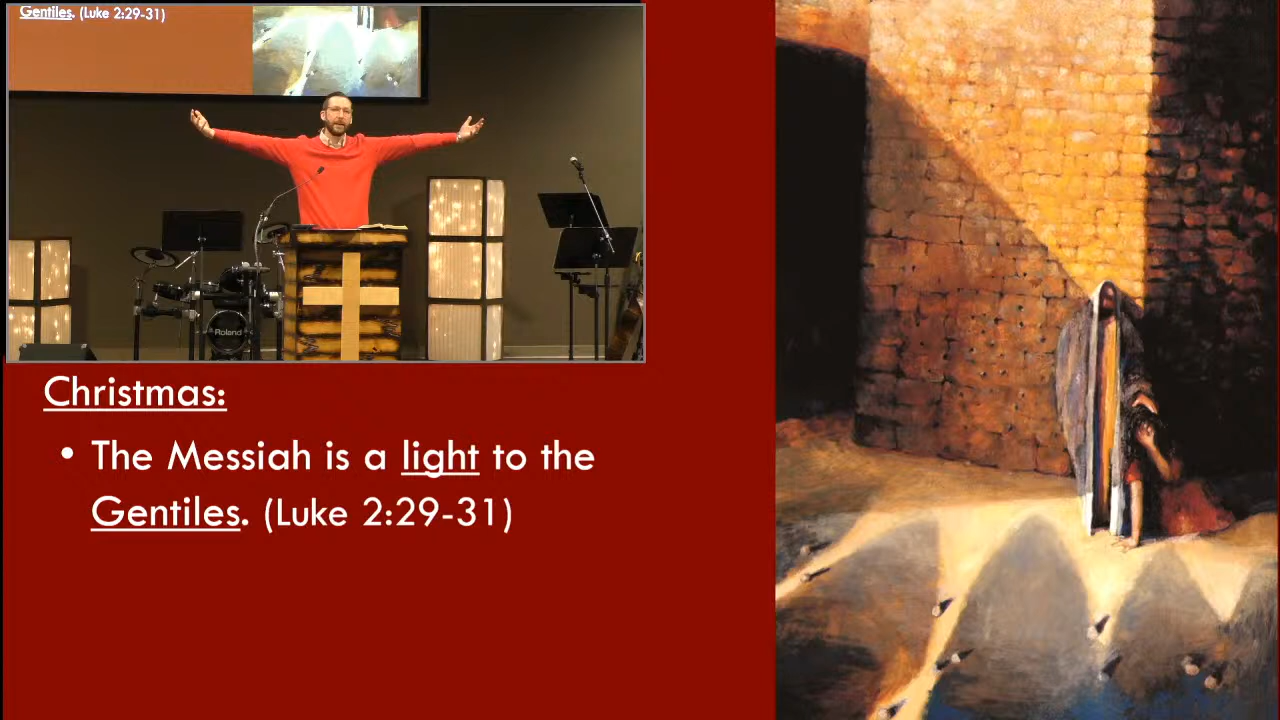 Gentiles. (Luke 2:29-31)
Roland
Christmas:
• The Messiah is a light to the
Gentiles. (Luke 2:29-31)